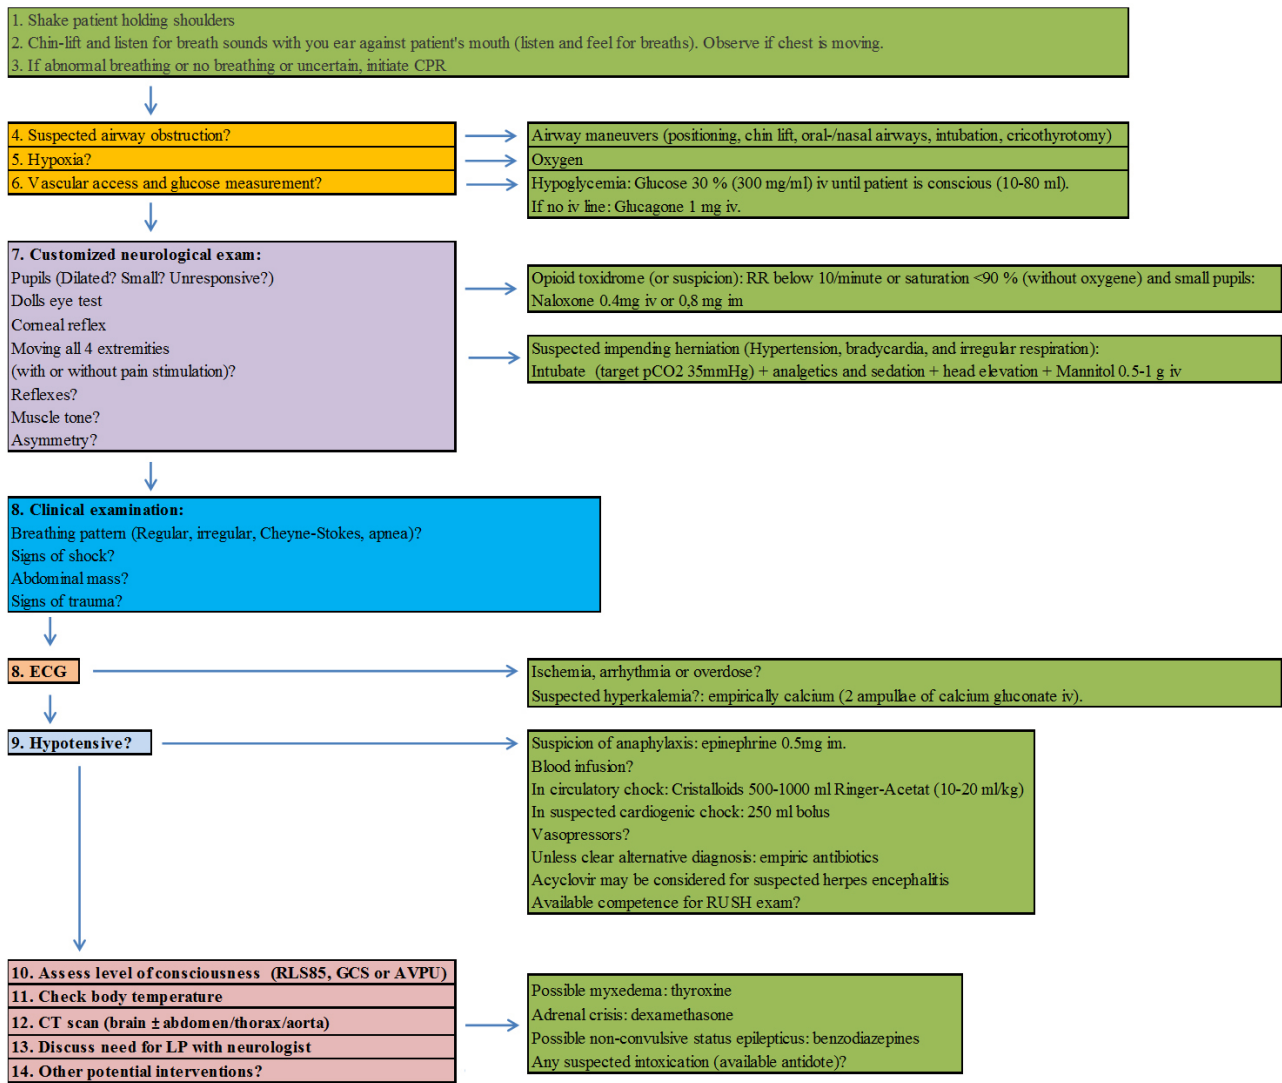 1. Shake patient holding shoulders
2. Chin-lift and listen for breath sounds with you ear against patient's mouth (listen and feel for breaths). Observe if chest is moving.
3. If abnormal breathing or no breathing or uncertain, initiate CPR
4. Suspected airway obstruction?
Airway maneuvers (positioning, chin lift, oral-/nasal airways, intubation, cricothyrotomy)
5. Hypoxia?
Oxygen
6. Vascular access and glucose measurement?
Hypoglycemia: Glucose 30 % (300 mg/ml) iv until patient is conscious (10-80 ml).
If no iv line: Glucagone 1 mg iv.
7. Customized neurological exam:
Pupils (Dilated? Small? Unresponsive?)
Dolls eye test
Corneal reflex
Moving all 4 extremities
(with or without pain stimulation)?
Reflexes?
Muscle tone?
Asymmetry?
Opioid toxidrome (or suspicion): RR below 10/minute or saturation <90 % (without oxygene) and small pupils:
Naloxone 0.4mg iv or 0,8 mg im
Suspected impending herniation (Hypertension, bradycardia, and irregular respiration):
Intubate (target pCO2 35mmHg) + analgetics and sedation + head elevation + Mannitol 0.5-1 g iv
8. Clinical examination:
Breathing pattern (Regular, irregular, Cheyne-Stokes, apnea)?
Signs of shock?
Abdominal mass?
Signs of trauma?
8. ECG
Ischemia, arrhythmia or overdose?
Suspected hyperkalemia?: empirically calcium (2 ampullae of calcium gluconate iv).
9. Hypotensive?
Suspicion of anaphylaxis: epinephrine 0.5mg im.
Blood infusion?
In circulatory chock: Cristalloids 500-1000 ml Ringer-Acetat (10-20 ml/kg)
In suspected cardiogenic chock: 250 ml bolus
Vasopressors?
Unless clear alternative diagnosis: empiric antibiotics
Acyclovir may be considered for suspected herpes encephalitis
Available competence for RUSH exam?
10. Assess level of consciousness (RLS85, GCS or AVPU)
11. Check body temperature
12. CT scan (brain ± abdomen/thorax/aorta)
13. Discuss need for LP with neurologist
14. Other potential interventions?
Possible myxedema: thyroxine
Adrenal crisis: dexamethasone
Possible non-convulsive status epilepticus: benzodiazepines
Any suspected intoxication (available antidote)?